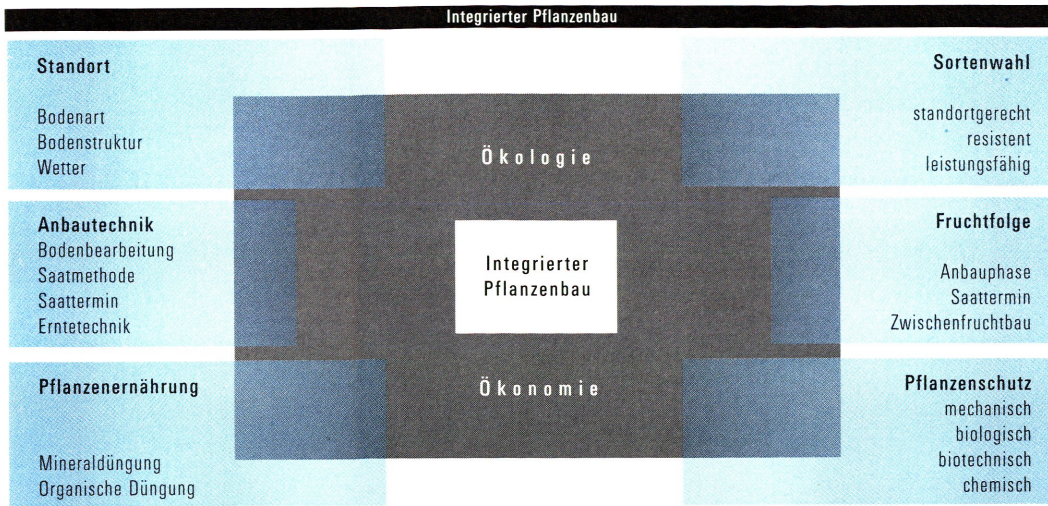 Integrierter Pflanzenbau
Standort
Bodenart
Bodenstruktur
Wetter
Anbautechnik
Bodenbearbeitung
Saatmethode
Saattermin
Erntetechnik
Pflanzenernährung
Mineraldüngung
Organische Düngung
Ökologie
Integrierter
Pflanzenbau
Ökonomie
Sortenwahl
standortgerecht
resistent
leistungsfähig
Fruchtfolge
Anbauphase
Saattermin
Zwischenfruchtbau
Pflanzenschutz
mechanisch
biologisch
biotechnisch
chemisch